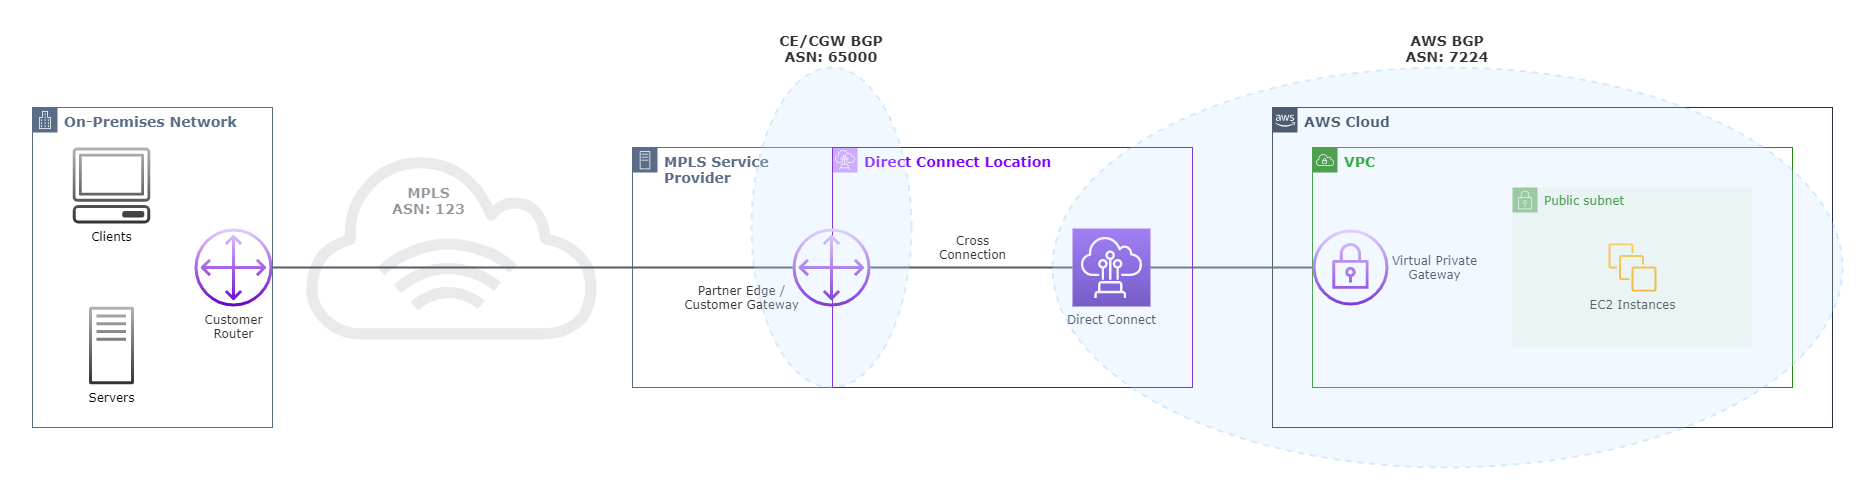 CE/CGW BGP
ASN: 65000
AWS BGP
ASN: 7224
On-Premises Network
aws
AWS Cloud
MPLS Service
Provider
Direct Connect Location
VPC
MPLS
ASN: 123
Public subnet
Clients
Cross
Connection
Virtual Private
Gateway
Partner Edge /
Customer Gateway
EC2 Instances
Customer
Router
Direct Connect
Servers